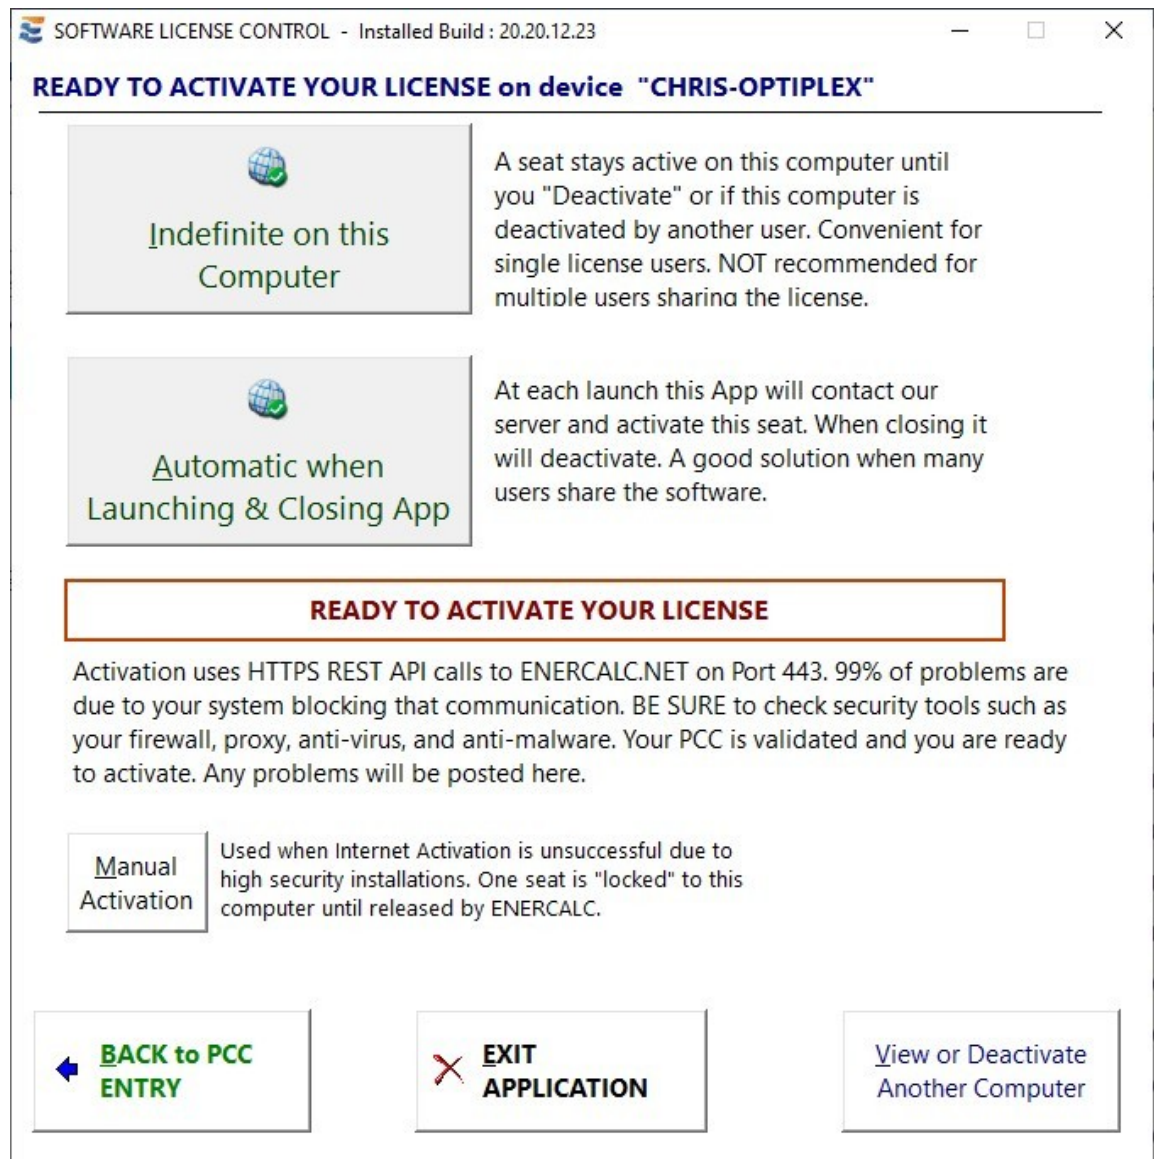 SOFTWARE LICENSE CONTROL - Installed Build : 20.20.12.23
READY TO ACTIVATE YOUR LICENSE on device "CHRIS-OPTIPLEX"
Indefinite on this
Computer
A seat stays active on this computer until
you "Deactivate" or if this computer is
deactivated by another user. Convenient for
single license users. NOT recommended for
multiple users sharing the license.
Automatic when
Launching & Closing App
At each launch this App will contact our
server and activate this seat. When closing it
will deactivate. A good solution when many
users share the software.
READY TO ACTIVATE YOUR LICENSE
Activation uses HTTPS REST API calls to ENERCALC.NET on Port 443. 99% of problems are
due to your system blocking that communication. BE SURE to check security tools such as
your firewall, proxy, anti-virus, and anti-malware. Your PCC is validated and you are ready
to activate. Any problems will be posted here.
Manual
Activation
Used when Internet Activation is unsuccessful due to
high security installations. One seat is "locked" to this
computer until released by ENERCALC.
BACK to PCC
ENTRY
EXIT
APPLICATION
View or Deactivate
Another Computer